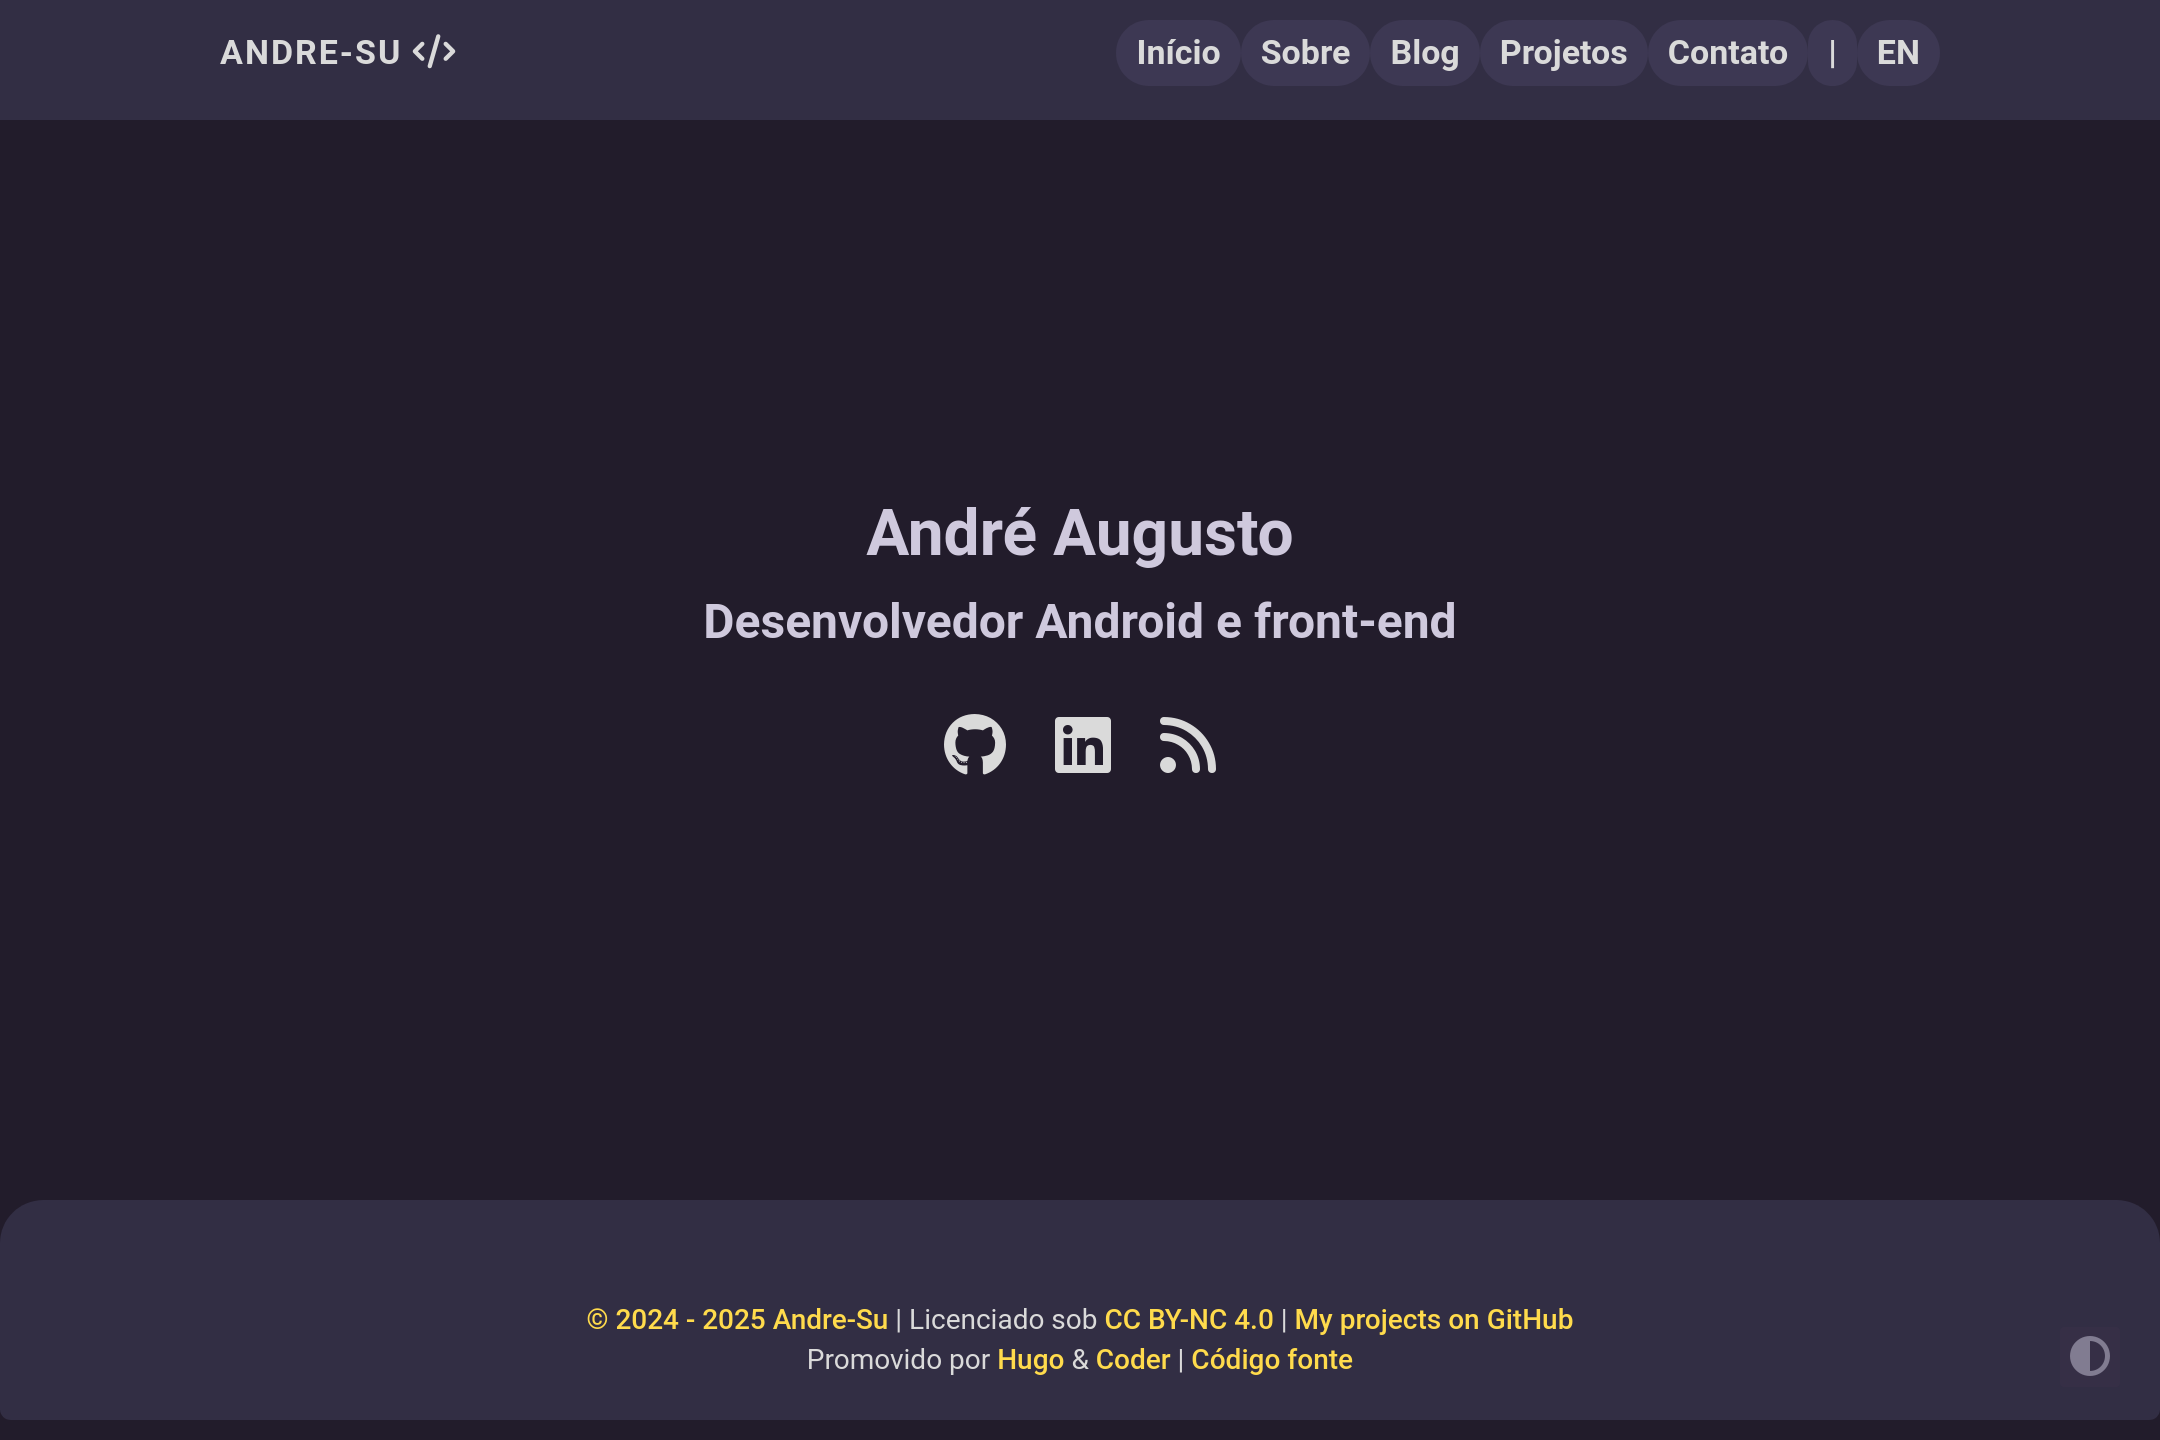 ANDRE-SU </> Início Sobre Blog Projetos Contato | EN
André Augusto
Desenvolvedor Android e front-end
© 2024 - 2025 Andre-Su | Licenciado sob CC BY-NC 4.0 | My projects on GitHub
Promovido por Hugo & Coder | Código fonte